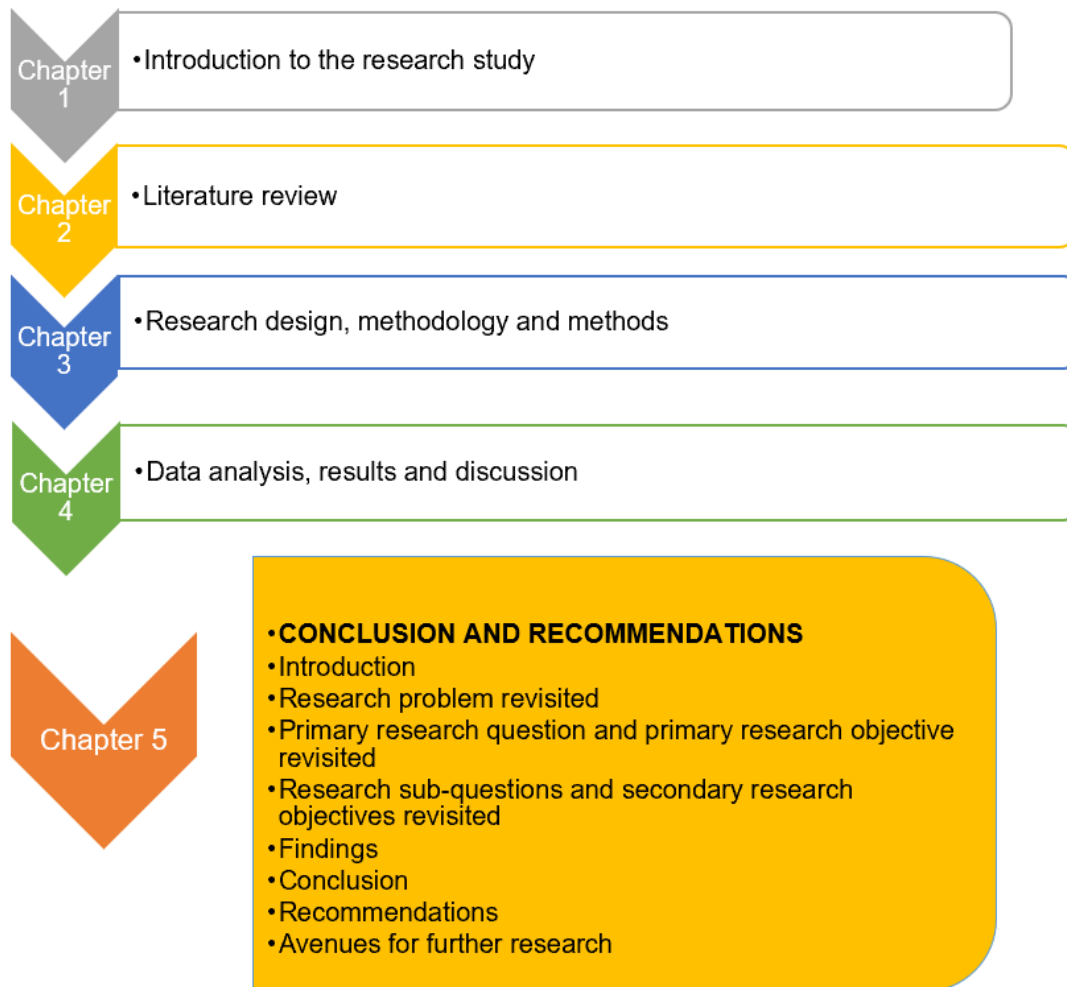 Chapter
1
•Introduction to the research study
Chapter
2
•Literature review
Chapter
3
•Research design, methodology and methods
Chapter
4
•Data analysis, results and discussion
Chapter 5
•CONCLUSION AND RECOMMENDATIONS
•Introduction
•Research problem revisited
•Primary research question and primary research objective
revisited
•Research sub-questions and secondary research
objectives revisited
•Findings
•Conclusion
•Recommendations
•Avenues for further research